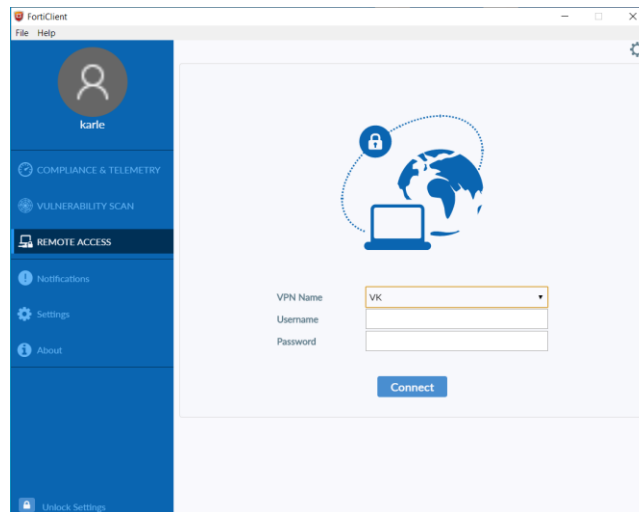 FortiClient
File Help
karle
COMPLIANCE & TELEMETRY
VULNERABILITY SCAN
REMOTE ACCESS
Notifications
Settings
About
Unlock Settings
VPN Name VK
Username
Password
Connect